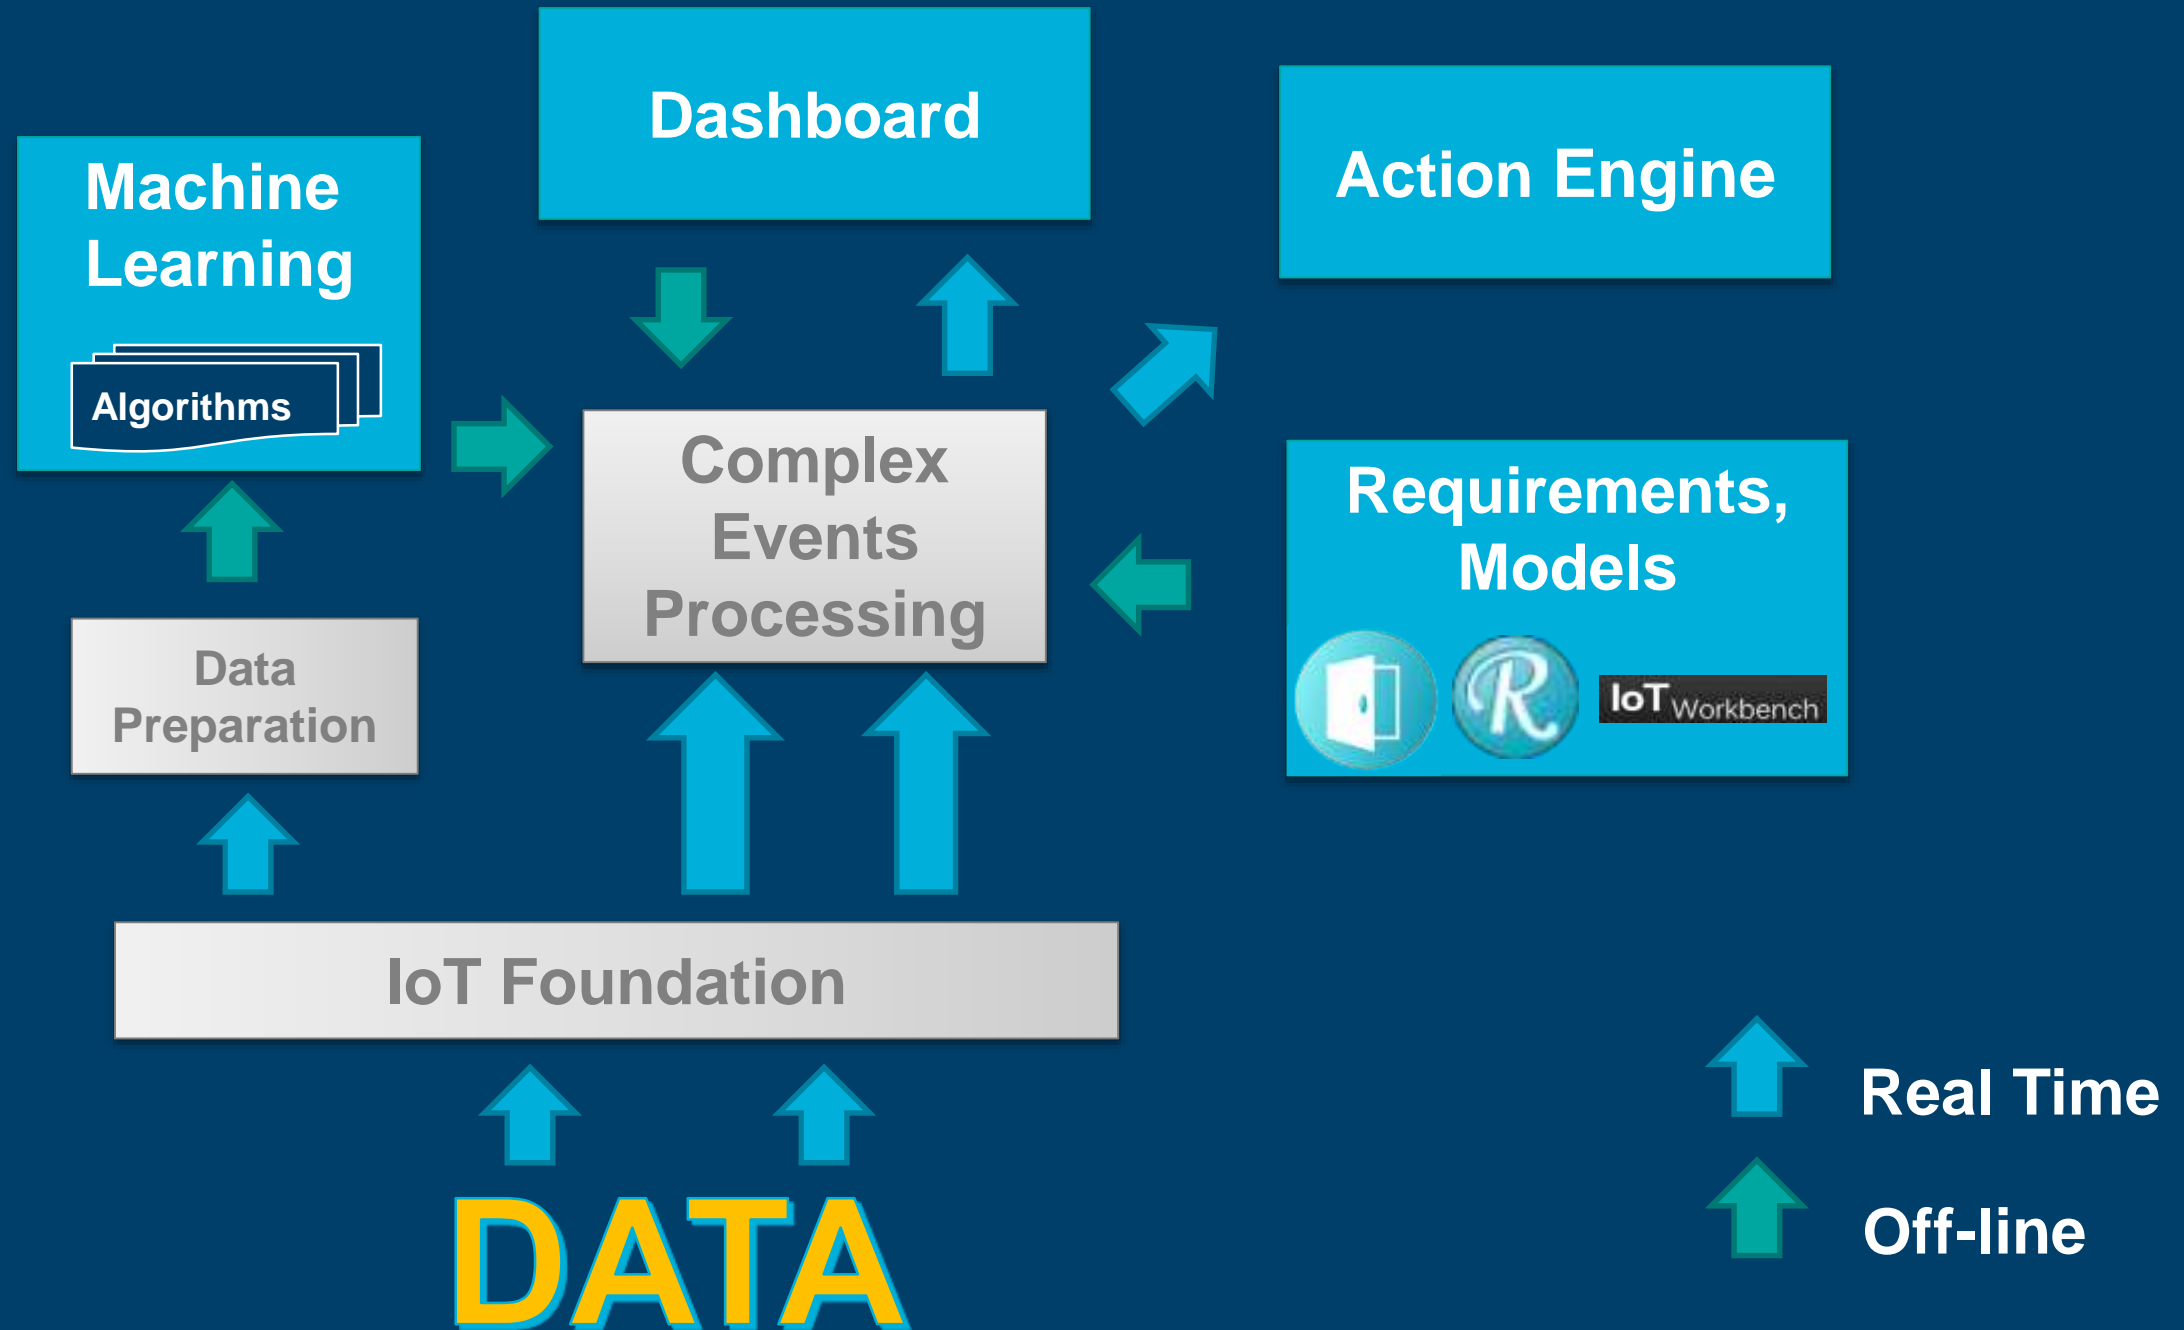 Dashboard
Action Engine
Machine
Learning
Algorithms
Complex
Events
Processing
Requirements,
Models
R
IoT Workbench
Data
Preparation
IoT Foundation
Real Time
Off-line
DATA